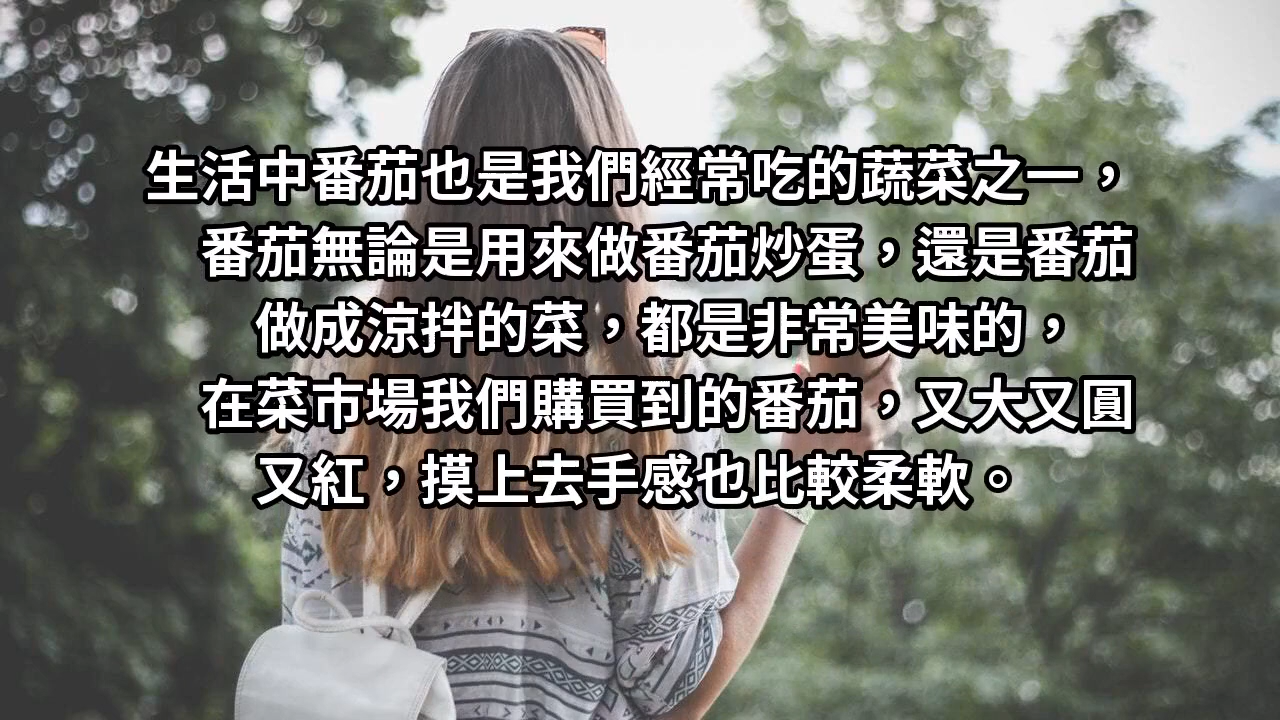 生活中番茄也是我們經常吃的蔬菜之一，
番茄無論是用來做番茄炒蛋，還是番茄
做成涼拌的菜，都是非常美味的，
在菜市場我們購買到的番茄，又大又圓
又紅，摸上去手感也比較柔軟。